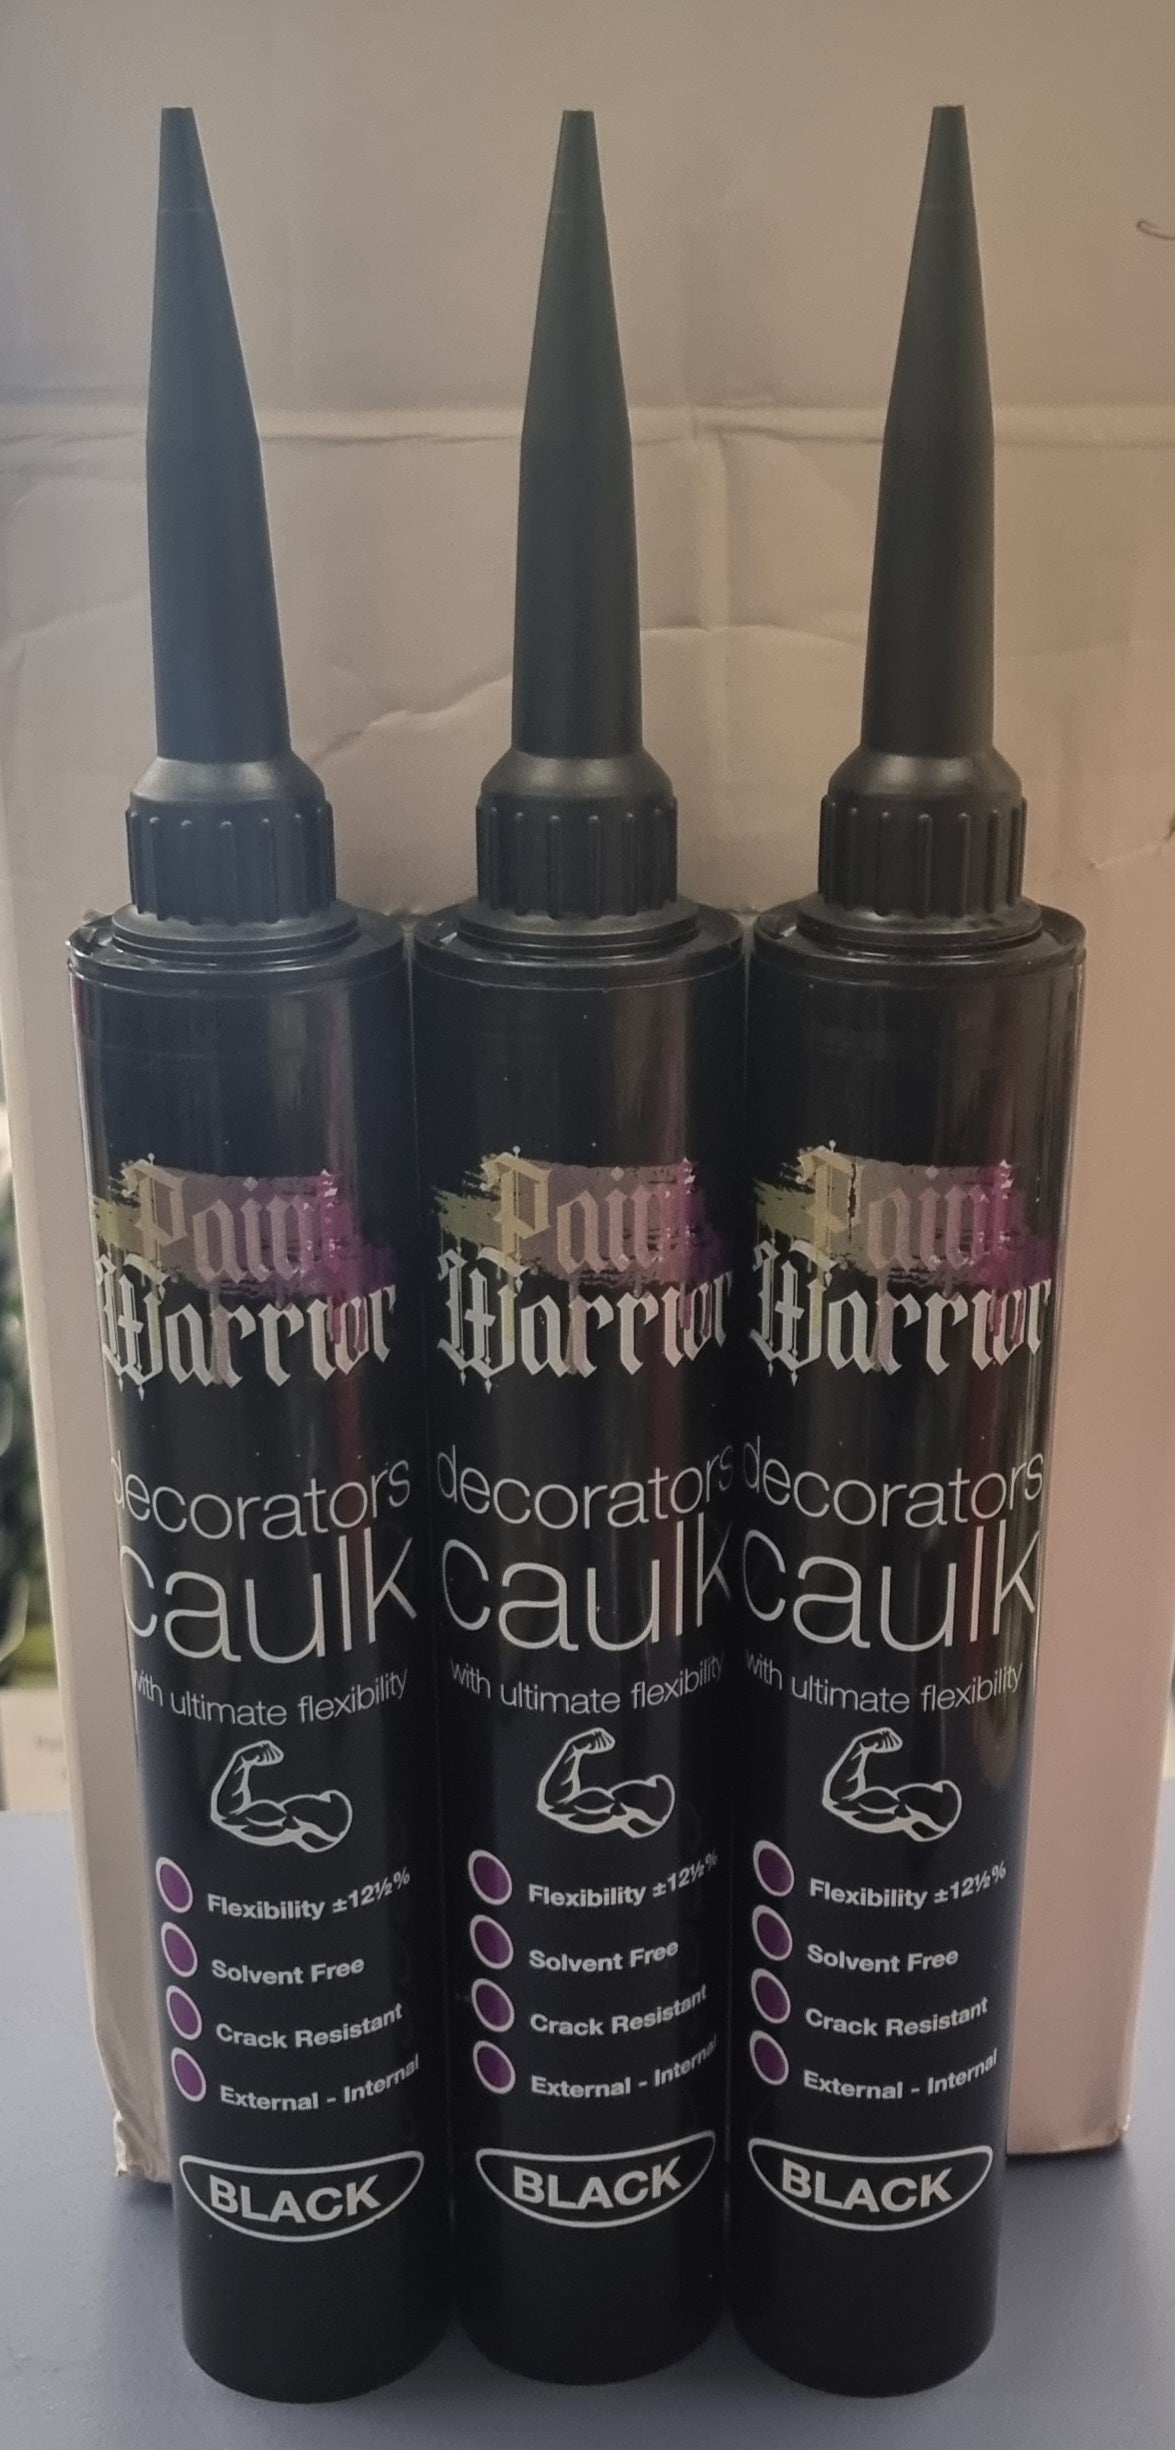 Paint
Warrior
decorators
caulk
with ultimate flexibility
Flexibility ±12½%
Solvent Free
Crack Resistant
External - Internal
BLACK
Paint
Warrior
decorators
caulk
with ultimate flexibility
Flexibility ±12½%
Solvent Free
Crack Resistant
External - Internal
BLACK
Paint
Warrior
decorators
caulk
with ultimate flexibility
Flexibility ±12½%
Solvent Free
Crack Resistant
External - Internal
BLACK